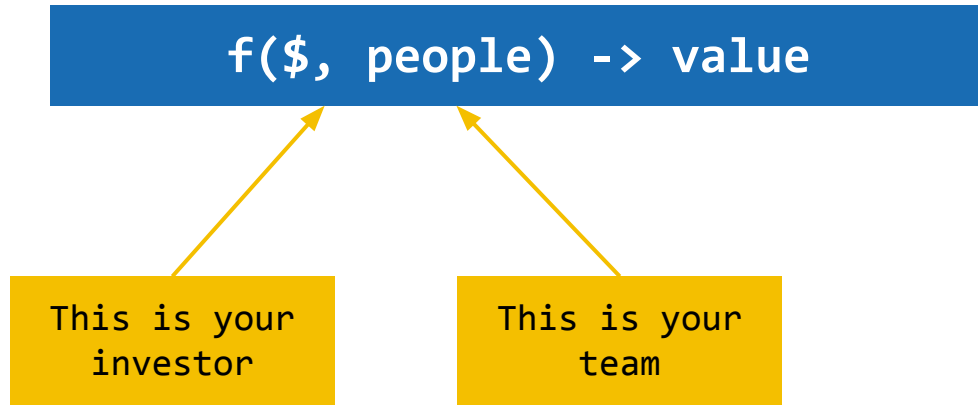 f($, people) -> value
This is your
investor
This is your
team